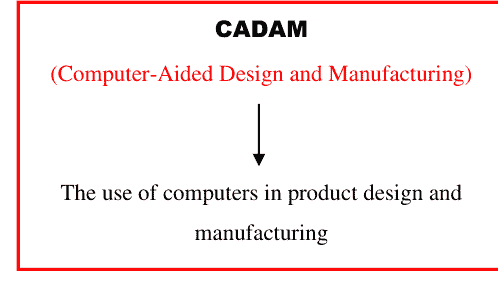 CADAM
(Computer-Aided Design and Manufacturing)
The use of computers in product design and
manufacturing